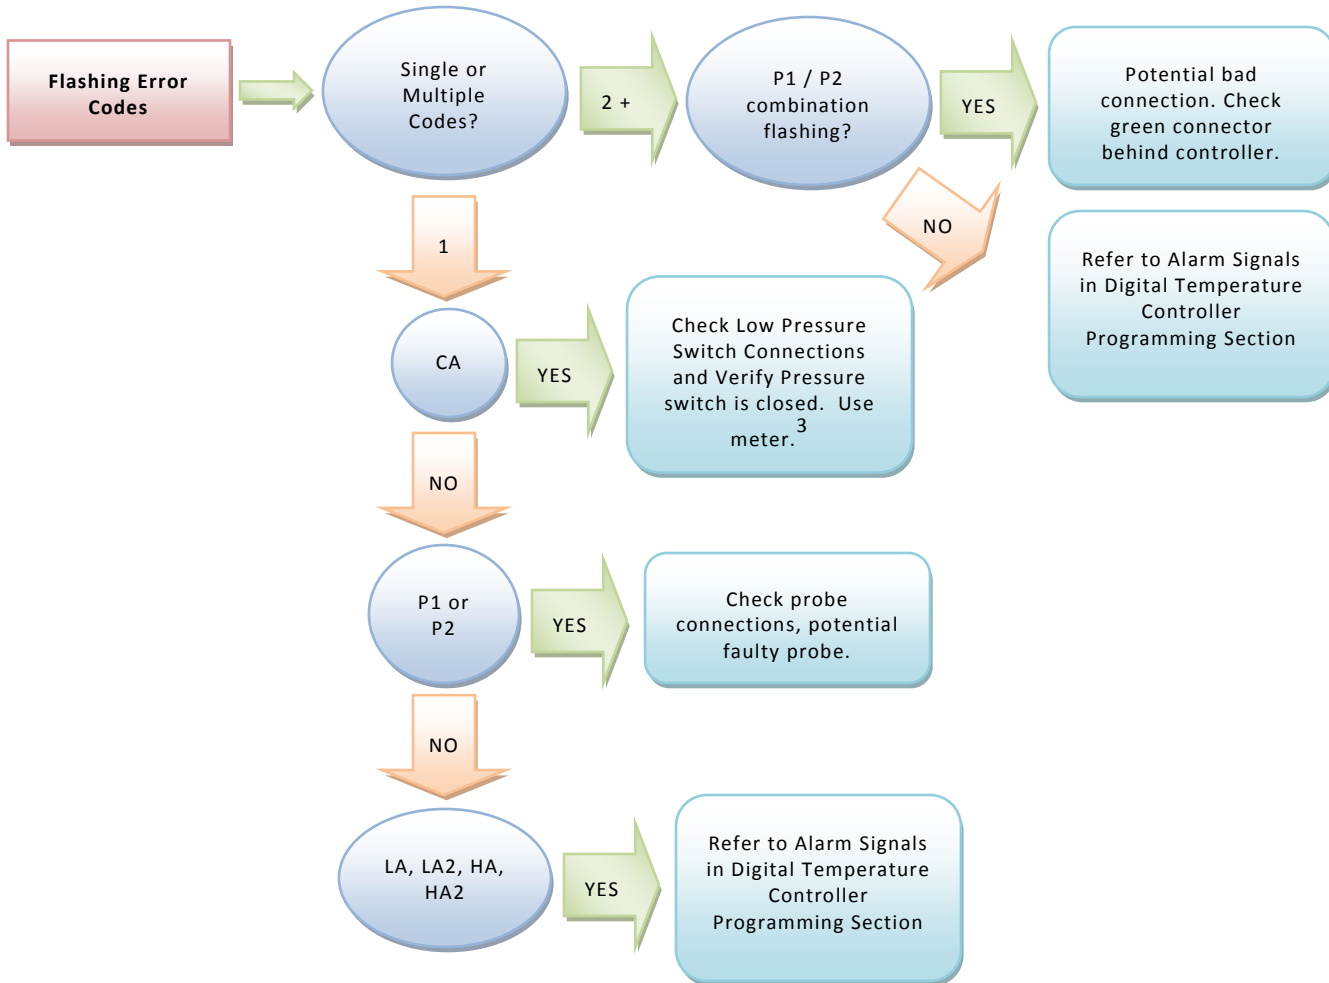 Flashing Error
Codes
Single or
Multiple
Codes?
2 +
P1 / P2
combination
flashing?
YES
Potential bad
connection. Check
green connector
behind controller.
NO
Refer to Alarm Signals
in Digital Temperature
Controller
Programming Section
1
CA
YES
Check Low Pressure
Switch Connections
and Verify Pressure
switch is closed. Use
meter.3
NO
P1 or
P2
YES
Check probe
connections, potential
faulty probe.
NO
LA, LA2, HA,
HA2
YES
Refer to Alarm Signals
in Digital Temperature
Controller
Programming Section